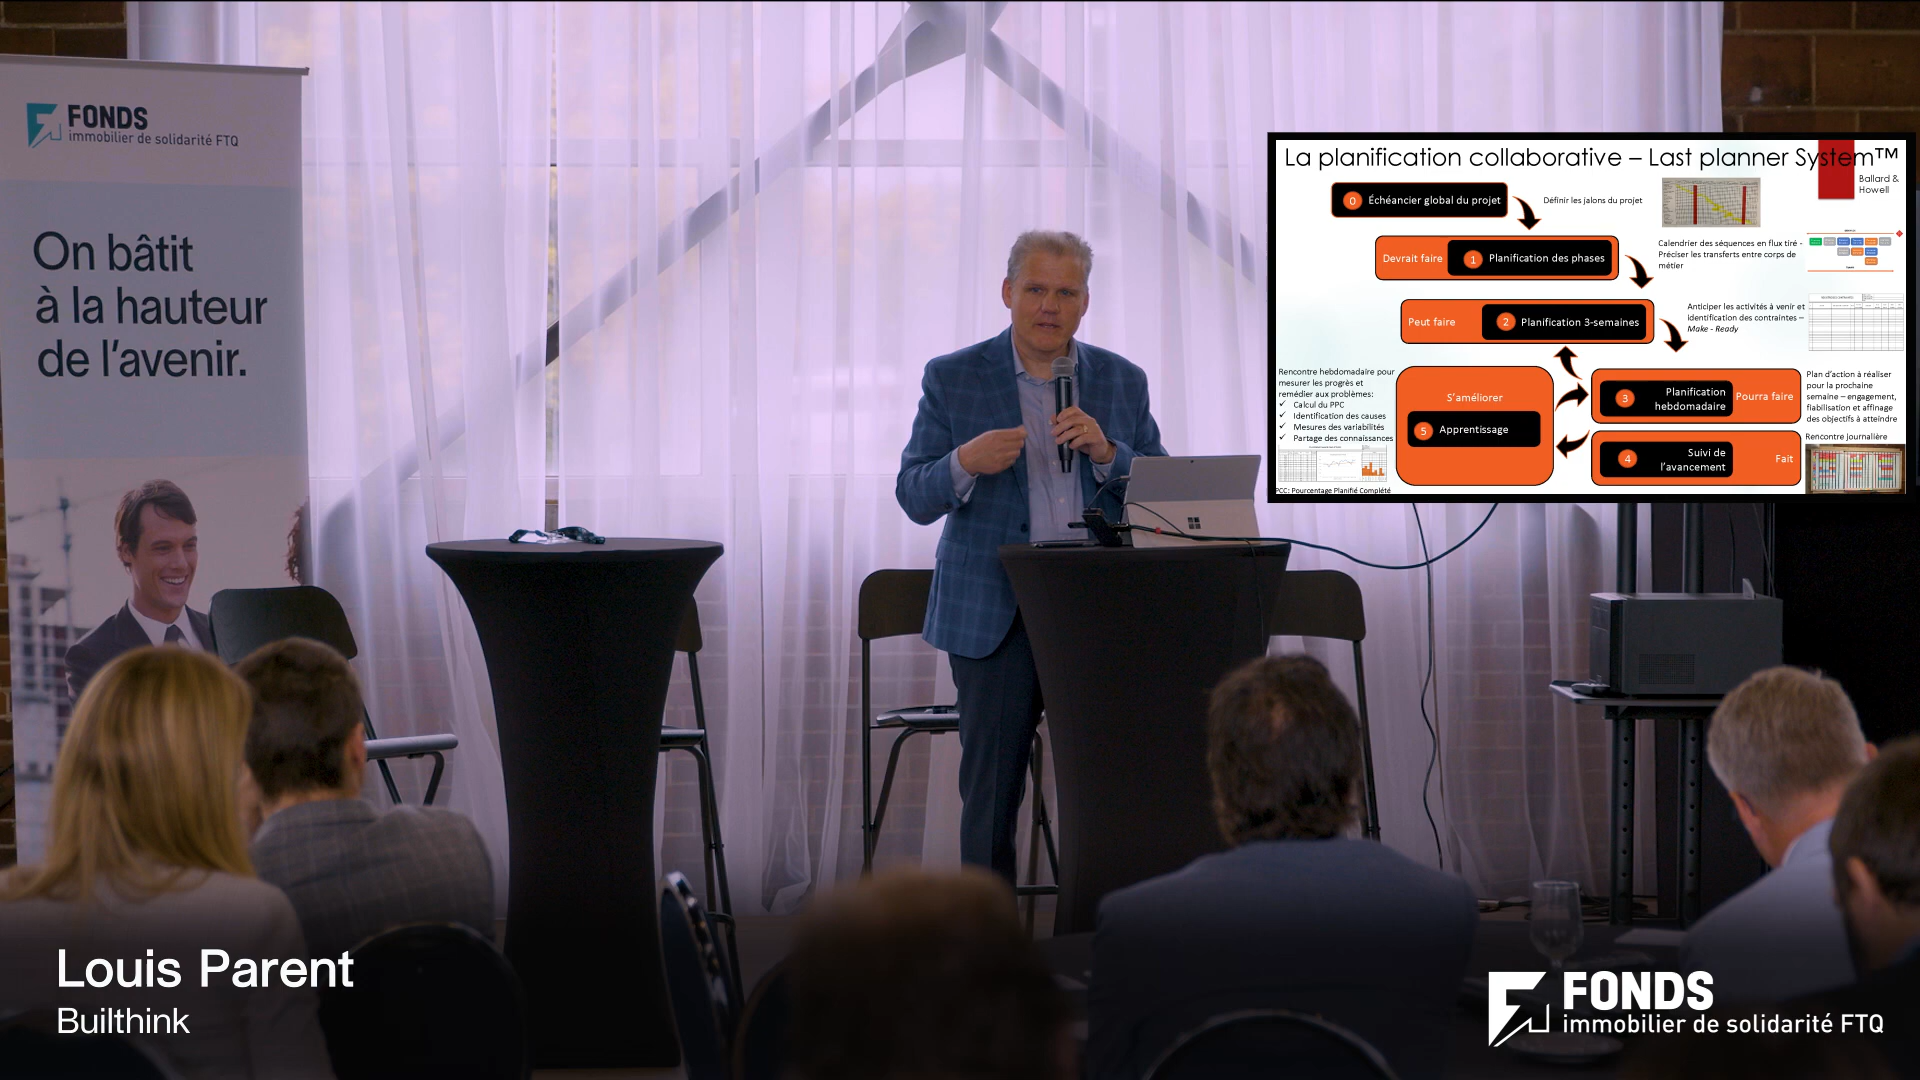 FONDS
immobilier de solidarité FTQ
On bâtit
à la hauteur
de l'avenir.
La planification collaborative – Last planner System™
Ballard &
Howell
0 Échéancier global du projet
Définir les jalons du projet
Devrait faire
1 Planification des phases
Calendrier des séquences en flux tiré -
Préciser les transferts entre corps de
métier
Peut faire
2 Planification 3-semaines
Anticiper les activités à venir et
identification des contraintes –
Make - Ready
Rencontre hebdomadaire pour
mesurer les progrès et
remédier aux problèmes:
✓ Calcul du PPC
✓ Identification des causes
✓ Mesures des variabilités
✓ Partage des connaissances
PCC: Pourcentage Planifié Complété
S'améliorer
5 Apprentissage
3 Planification
hebdomadaire
Pourra faire
Plan d'action à réaliser
pour la prochaine
semaine – engagement,
fiabilisation et affinage
des objectifs à atteindre
4 Suivi de
l'avancement
Fait
Rencontre journalière
Louis Parent
Builthink
FONDS
immobilier de solidarité FTQ